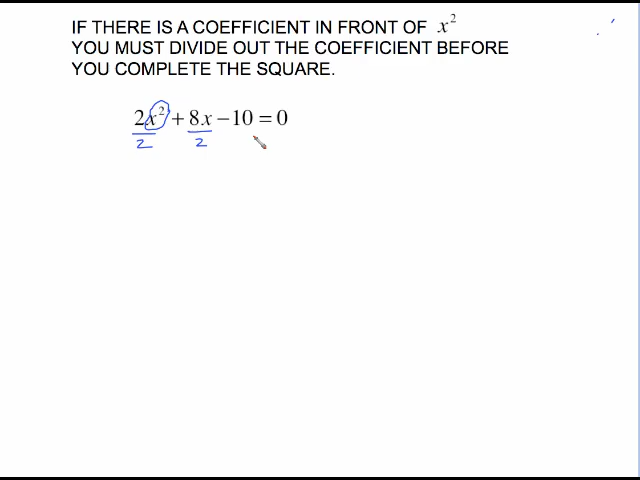 IF THERE IS A COEFFICIENT IN FRONT OF x²
YOU MUST DIVIDE OUT THE COEFFICIENT BEFORE
YOU COMPLETE THE SQUARE.
2x² + 8x − 10 = 0
2 2